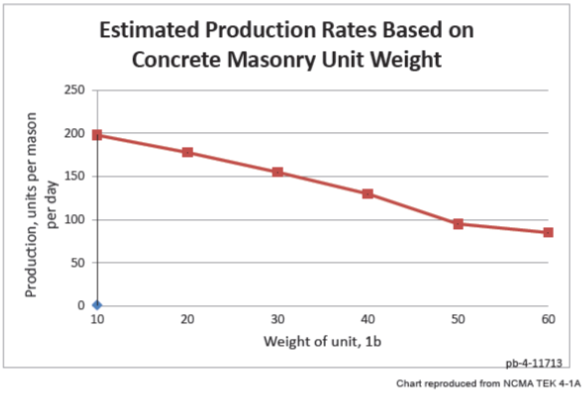 Estimated Production Rates Based on
Concrete Masonry Unit Weight
Production, units per mason
per day
250
200
150
100
50
0
10 20 30 40 50 60
Weight of unit, 1b
pb-4-11713
Chart reproduced from NCMA TEK 4-1A